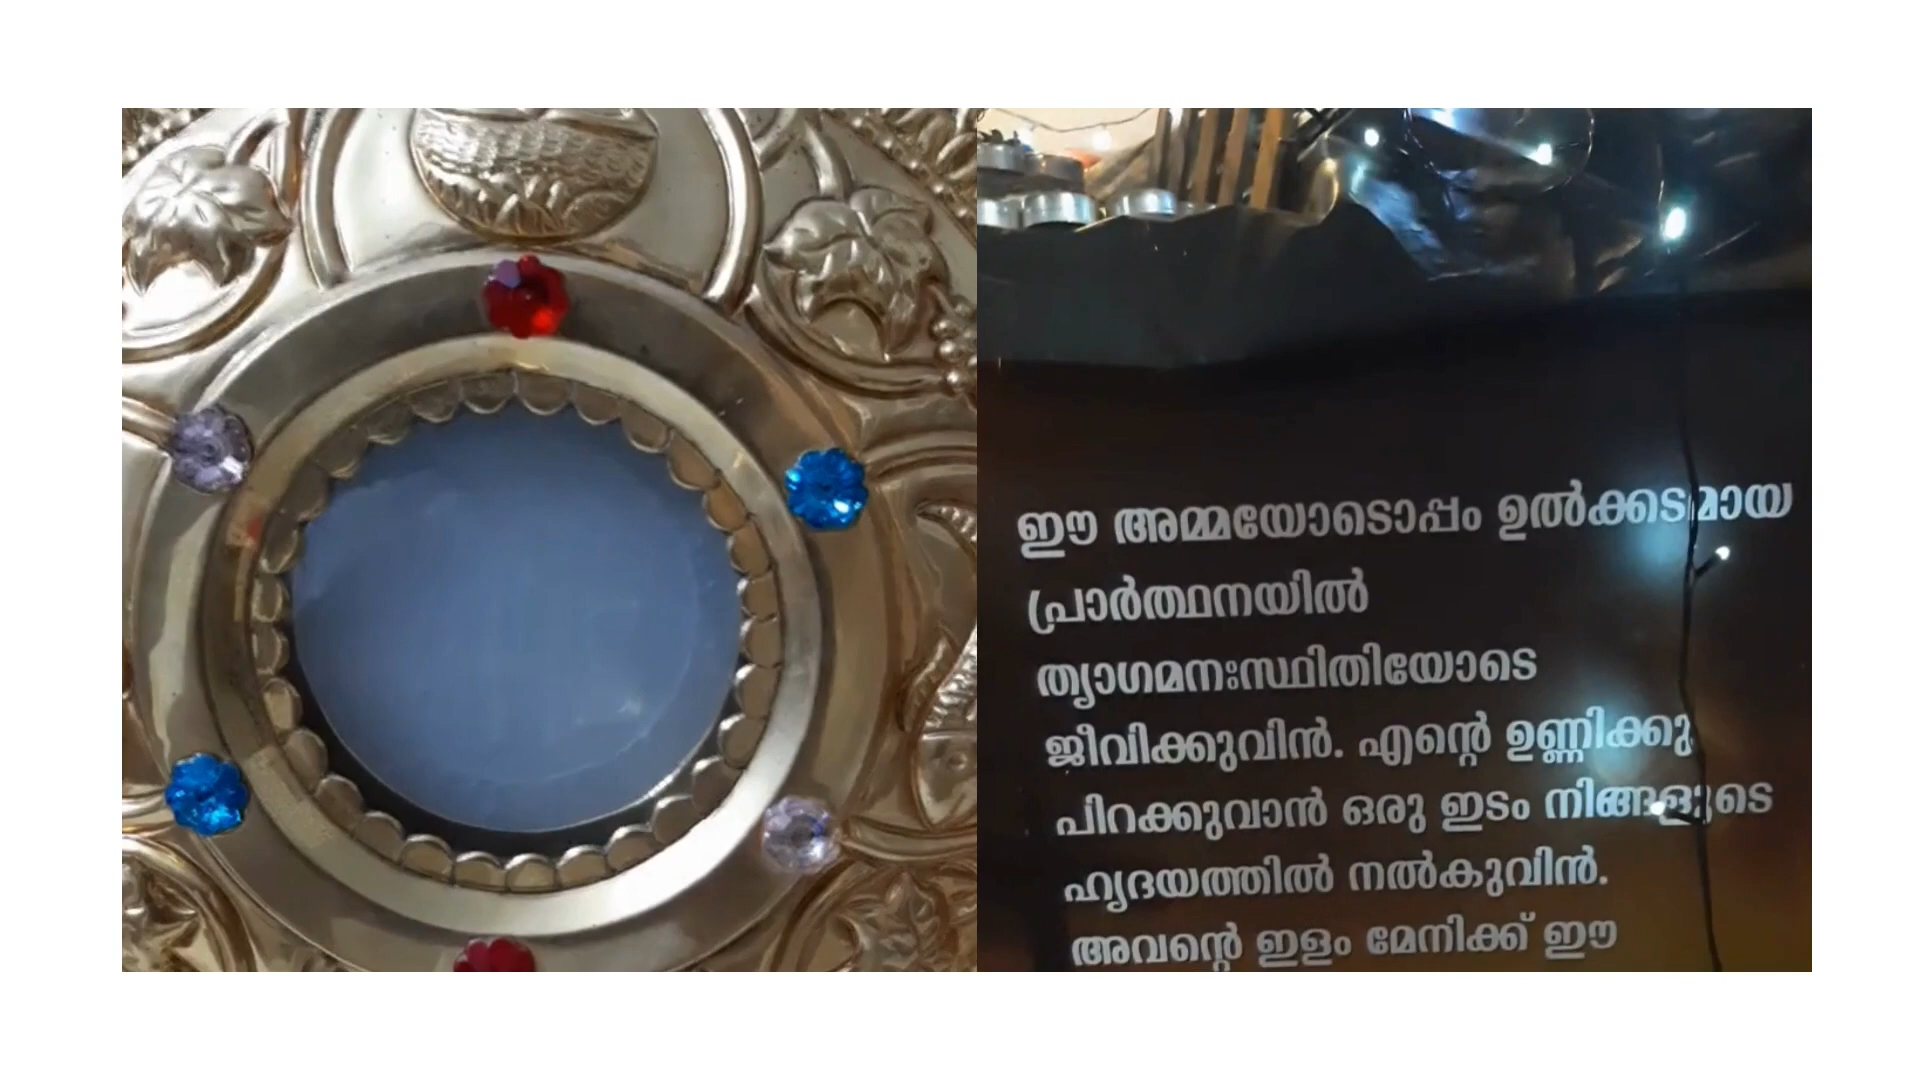 ഈ അമ്മയോടൊപ്പം ഉൽക്കടമായ
പ്രാർത്ഥനയിൽ
ത്യാഗമനഃസ്ഥിതിയോടെ
ജീവിക്കുവിൻ. എന്റെ ഉണ്ണിക്കു
പിറക്കുവാൻ ഒരു ഇടം നിങ്ങളുടെ
ഹൃദയത്തിൽ നൽകുവിൻ.
അവന്റെ ഇളം മേനിക്ക് ഈ